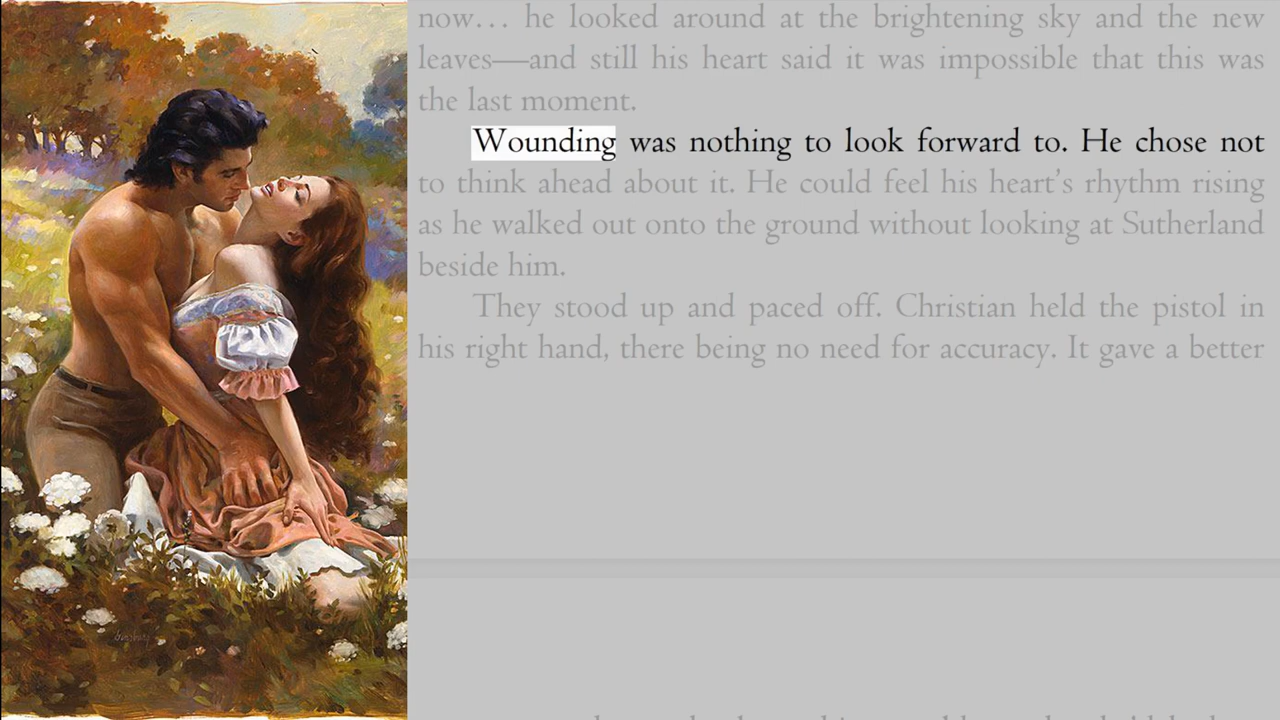 now… he looked around at the brightening sky and the new
leaves—and still his heart said it was impossible that this was
the last moment.
Wounding was nothing to look forward to. He chose not
to think ahead about it. He could feel his heart’s rhythm rising
as he walked out onto the ground without looking at Sutherland
beside him.
They stood up and paced off. Christian held the pistol in
his right hand, there being no need for accuracy. It gave a better